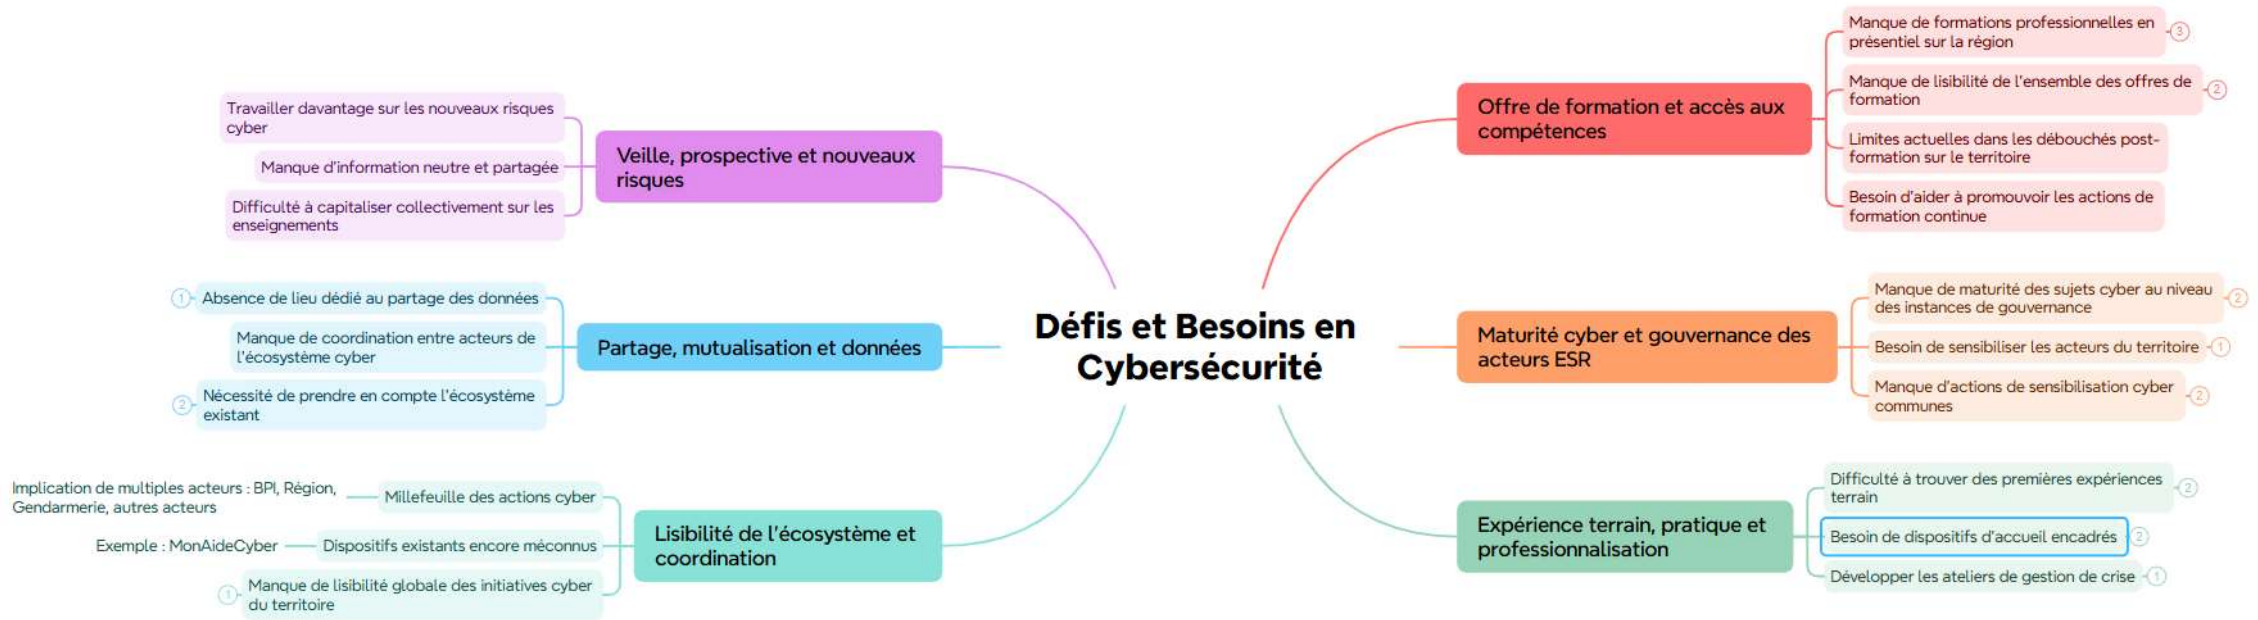 Défis et Besoins en
Cybersécurité
Offre de formation et accès aux
compétences
Manque de formations professionnelles en
présentiel sur la région
3
Manque de lisibilité de l'ensemble des offres de
formation
2
Limites actuelles dans les débouchés post-
formation sur le territoire
Besoin d'aider à promouvoir les actions de
formation continue
Maturité cyber et gouvernance des
acteurs ESR
Manque de maturité des sujets cyber au niveau
des instances de gouvernance
2
Besoin de sensibiliser les acteurs du territoire
1
Manque d'actions de sensibilisation cyber
communes
2
Expérience terrain, pratique et
professionnalisation
Difficulté à trouver des premières expériences
terrain
2
Besoin de dispositifs d'accueil encadrés
2
Développer les ateliers de gestion de crise
1
Veille, prospective et nouveaux
risques
Travailler davantage sur les nouveaux risques
cyber
Manque d'information neutre et partagée
Difficulté à capitaliser collectivement sur les
enseignements
Partage, mutualisation et données
1
Absence de lieu dédié au partage des données
Manque de coordination entre acteurs de
l'écosystème cyber
2
Nécessité de prendre en compte l'écosystème
existant
Lisibilité de l'écosystème et
coordination
Millefeuille des actions cyber
Implication de multiples acteurs : BPI, Région,
Gendarmerie, autres acteurs
Dispositifs existants encore méconnus
Exemple : MonAideCyber
1
Manque de lisibilité globale des initiatives cyber
du territoire